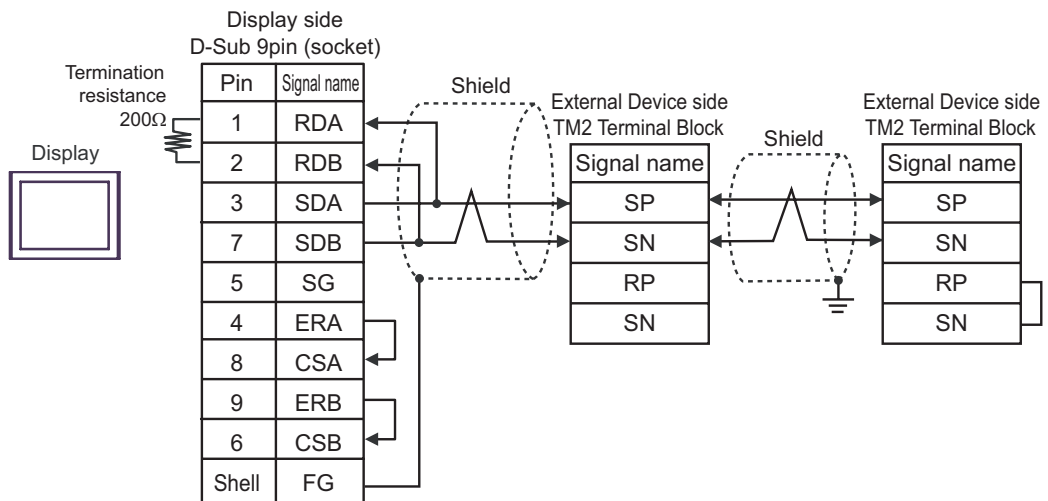 Display side
D-Sub 9pin (socket)
Termination
resistance
200Ω
Display
Pin Signal name
1 RDA
2 RDB
3 SDA
7 SDB
5 SG
4 ERA
8 CSA
9 ERB
6 CSB
Shell FG
Shield
External Device side
TM2 Terminal Block
Signal name
SP
SN
RP
SN
Shield
External Device side
TM2 Terminal Block
Signal name
SP
SN
RP
SN